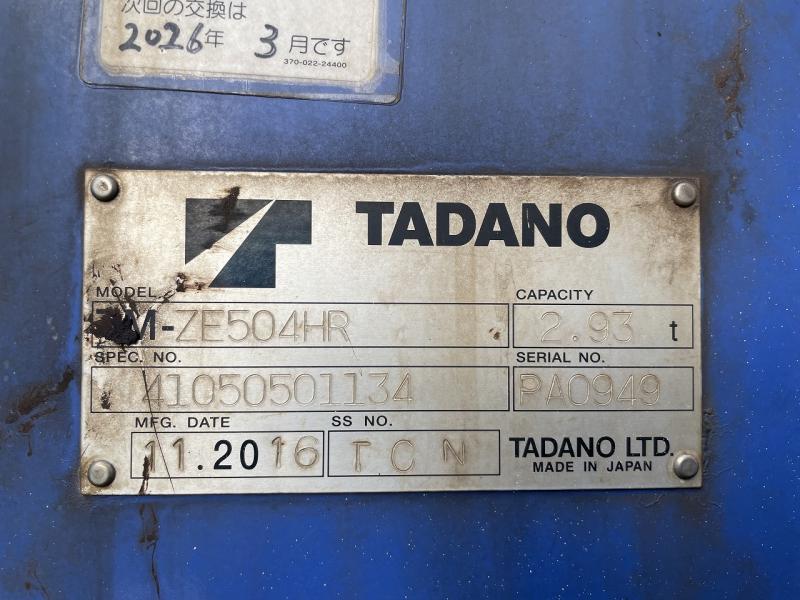 次回の交換は
2026年 3月です
370-022-24400
TADANO
MODEL
CAPACITY
M-ZE504HR
2.93 t
SPEC. NO.
SERIAL NO.
41050501134
PA0949
MFG. DATE
SS NO.
11.2016
TCN
TADANO LTD.
MADE IN JAPAN